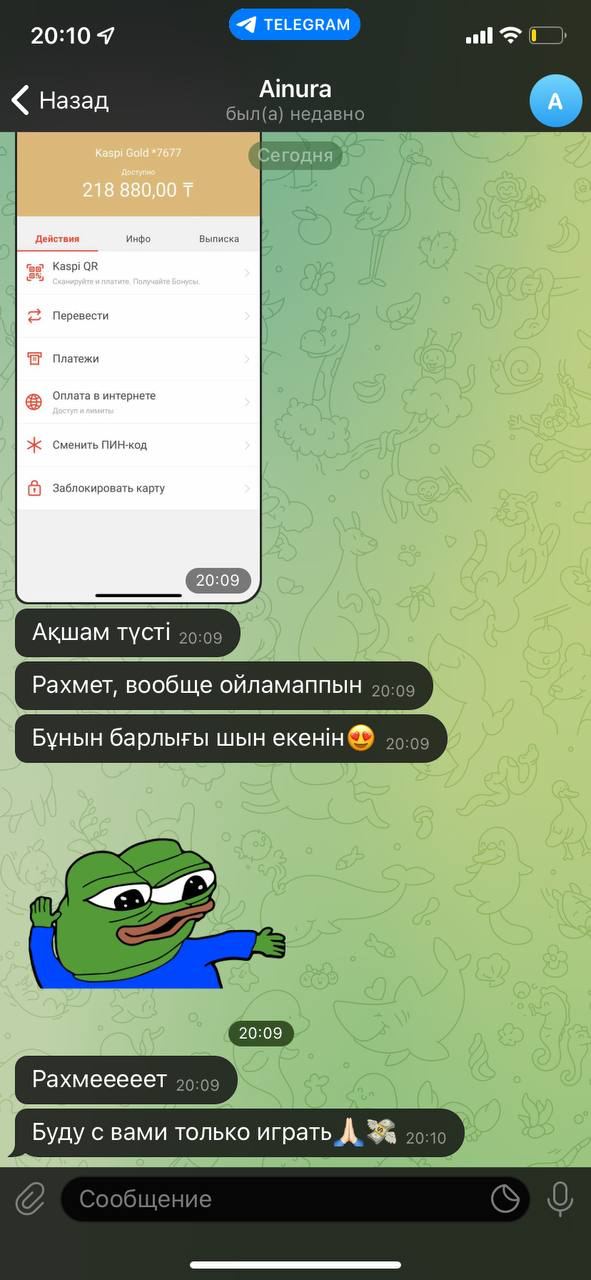 20:10
TELEGRAM
Назад
Ainura
был(а) недавно
A
Сегодня
Kaspi Gold *7677
Доступно
218 880,00 ₸
Действия Инфо Выписка
Kaspi QR
Сканируйте и платите. Получайте Бонусы.
Перевести
Платежи
Оплата в интернете
Доступ и лимиты
Сменить ПИН-код
Заблокировать карту
20:09
Ақшам түсті 20:09
Рахмет, вообще ойламаппын 20:09
Бұнын барлығы шын екенін😍 20:09
20:09
Рахмеееeет 20:09
Буду с вами только играть🙏🏻💸 20:10
Сообщение